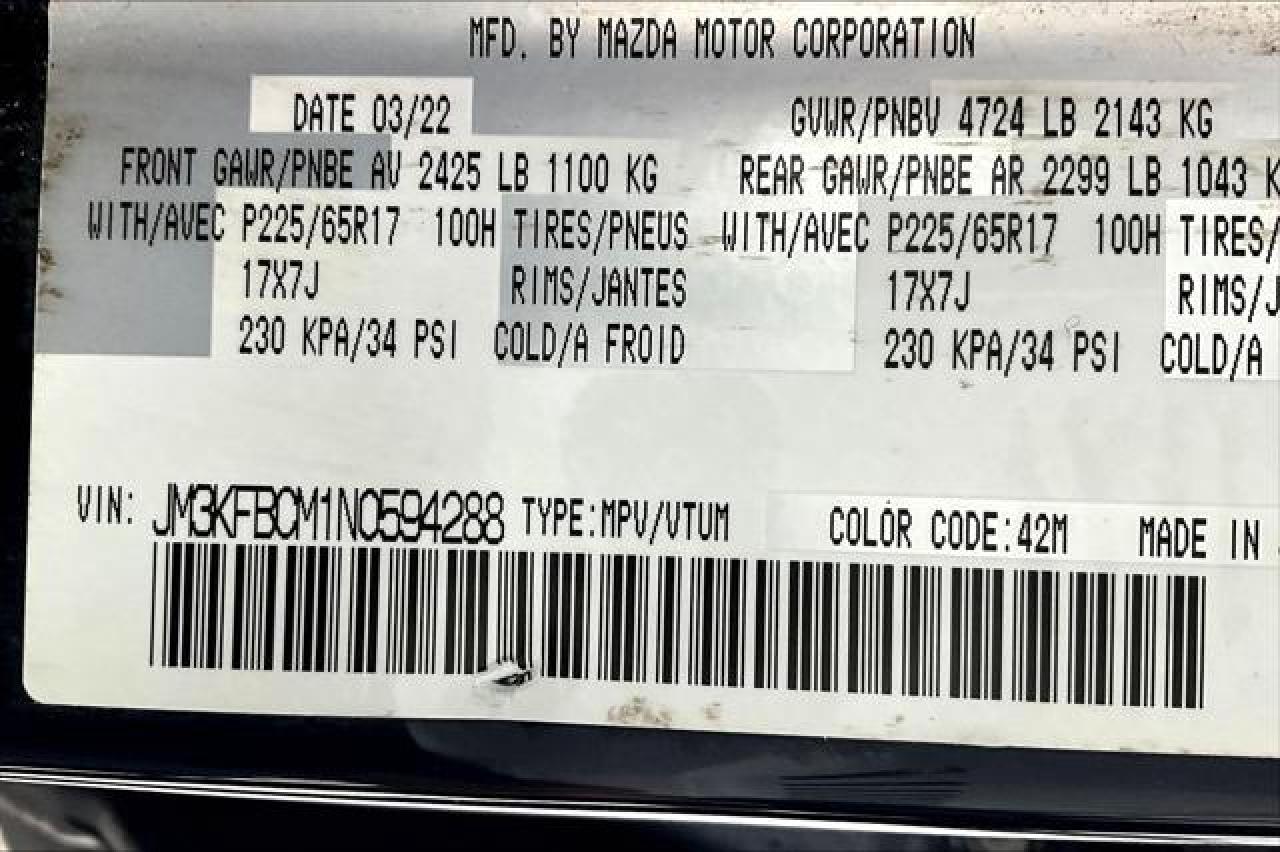 MFD. BY MAZDA MOTOR CORPORATION
DATE 03/22 GVWR/PNBV 4724 LB 2143 KG
FRONT GAWR/PNBE AV 2425 LB 1100 KG REAR GAWR/PNBE AR 2299 LB 1043 K
WITH/AVEC P225/65R17 100H TIRES/PNEUS WITH/AVEC P225/65R17 100H TIRES/
17X7J RIMS/JANTES 17X7J RIMS/J
230 KPA/34 PSI COLD/A FROID 230 KPA/34 PSI COLD/A
VIN: JM3KFBCM1N0594288 TYPE:MPV/VTUM COLOR CODE:42M MADE IN